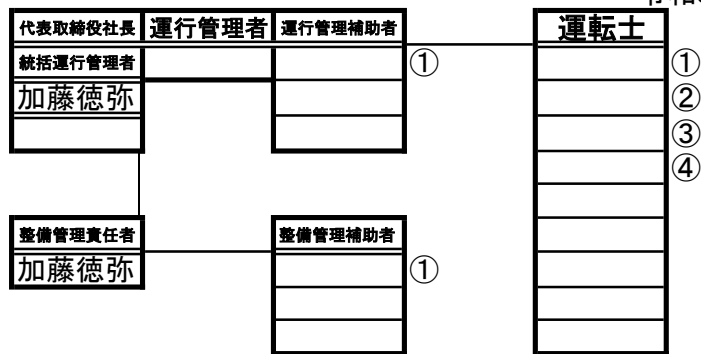 代表取締役社長 運行管理者 運行管理補助者 運転士
統括運行管理者 ① ①
加藤徳弥 ②
③
④
整備管理責任者 整備管理補助者
加藤徳弥 ①